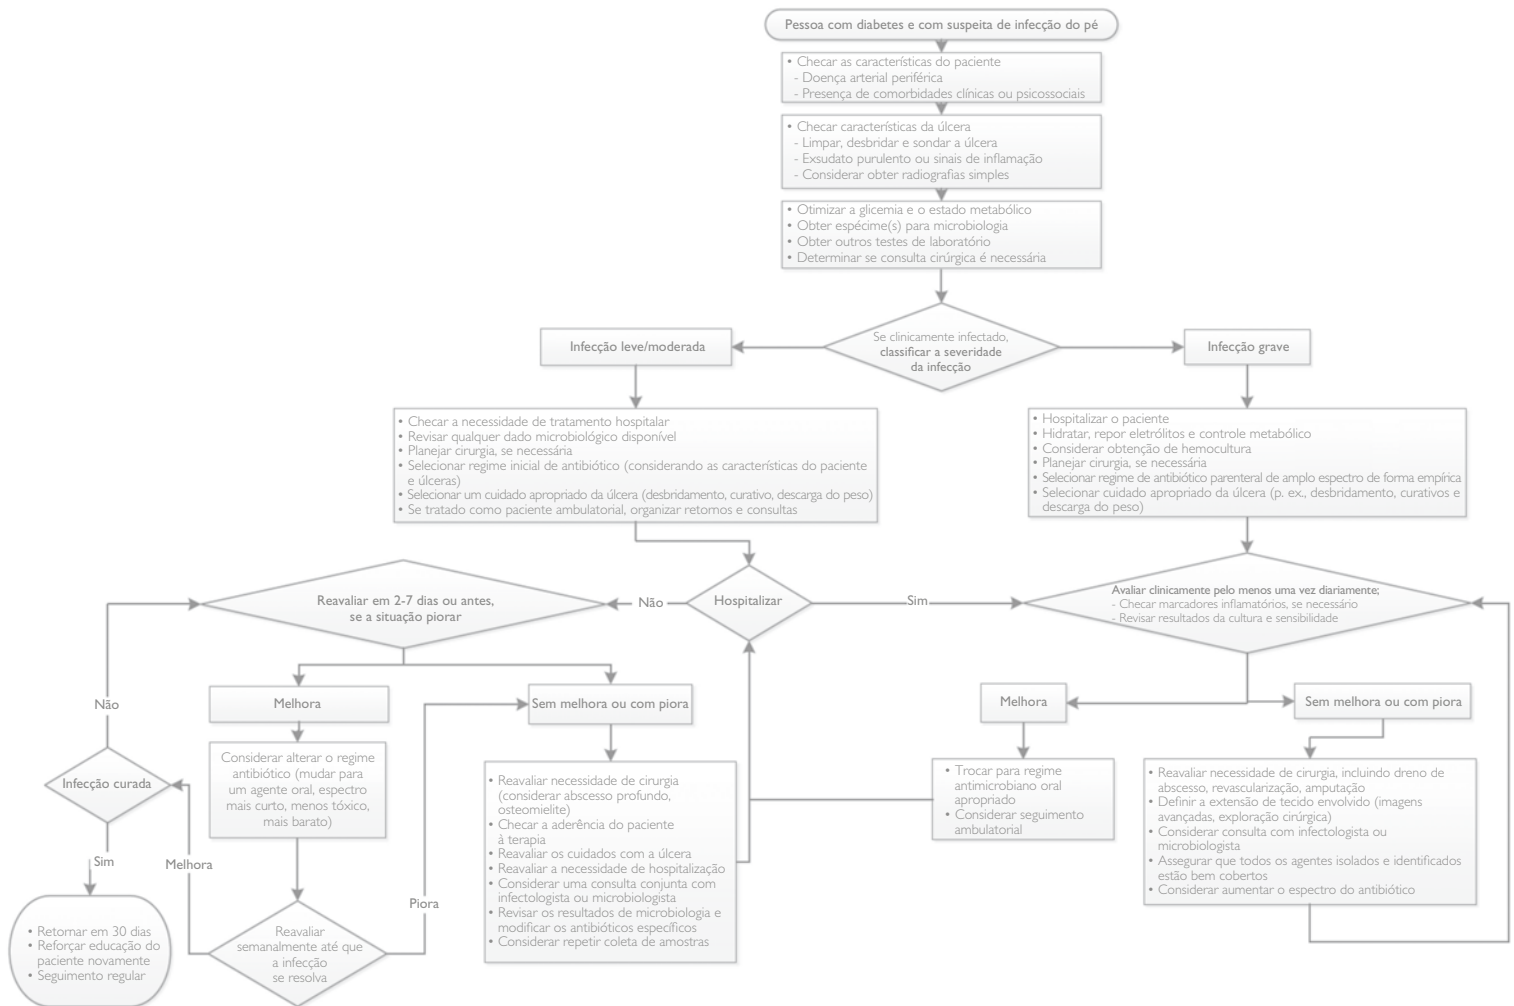 Pessoa com diabetes e com suspeita de infecção do pé
• Checar as características do paciente
- Doença arterial periférica
- Presença de comorbidades clínicas ou psicossociais
• Checar características da úlcera
- Limpar, desbridar e sondar a úlcera
- Exsudato purulento ou sinais de inflamação
- Considerar obter radiografias simples
• Otimizar a glicemia e o estado metabólico
• Obter espécime(s) para microbiologia
• Obter outros testes de laboratório
• Determinar se consulta cirúrgica é necessária
Se clinicamente infectado,
classificar a severidade
da infecção
Infecção leve/moderada
Infecção grave
• Checar a necessidade de tratamento hospitalar
• Revisar qualquer dado microbiológico disponível
• Planejar cirurgia, se necessária
• Selecionar regime inicial de antibiótico (considerando as características do paciente
e úlceras)
• Selecionar um cuidado apropriado da úlcera (desbridamento, curativo, descarga do peso)
• Se tratado como paciente ambulatorial, organizar retornos e consultas
• Hospitalizar o paciente
• Hidratar, repor eletrólitos e controle metabólico
• Considerar obtenção de hemocultura
• Planejar cirurgia, se necessária
• Selecionar regime de antibiótico parenteral de amplo espectro de forma empírica
• Selecionar cuidado apropriado da úlcera (p. ex., desbridamento, curativos e
descarga do peso)
Reavaliar em 2-7 dias ou antes,
se a situação piorar
Não
Hospitalizar
Sim
Avaliar clinicamente pelo menos uma vez diariamente;
- Checar marcadores inflamatórios, se necessário
- Revisar resultados da cultura e sensibilidade
Não
Melhora
Sem melhora ou com piora
Melhora
Sem melhora ou com piora
Infecção curada
Considerar alterar o regime
antibiótico (mudar para
um agente oral, espectro
mais curto, menos tóxico,
mais barato)
• Reavaliar necessidade de cirurgia
(considerar abscesso profundo,
osteomielite)
• Checar a aderência do paciente
à terapia
• Reavaliar os cuidados com a úlcera
• Reavaliar a necessidade de hospitalização
• Considerar uma consulta conjunta com
infectologista ou microbiologista
• Revisar os resultados de microbiologia e
modificar os antibióticos específicos
• Considerar repetir coleta de amostras
• Trocar para regime
antimicrobiano oral
apropriado
• Considerar seguimento
ambulatorial
• Reavaliar necessidade de cirurgia, incluindo dreno de
abscesso, revascularização, amputação
• Definir a extensão de tecido envolvido (imagens
avançadas, exploração cirúrgica)
• Considerar consulta com infectologista ou
microbiologista
• Assegurar que todos os agentes isolados e identificados
estão bem cobertos
• Considerar aumentar o espectro do antibiótico
Sim
Melhora
Piora
• Retornar em 30 dias
• Reforçar educação do
paciente novamente
• Seguimento regular
Reavaliar
semanalmente até que
a infecção
se resolva